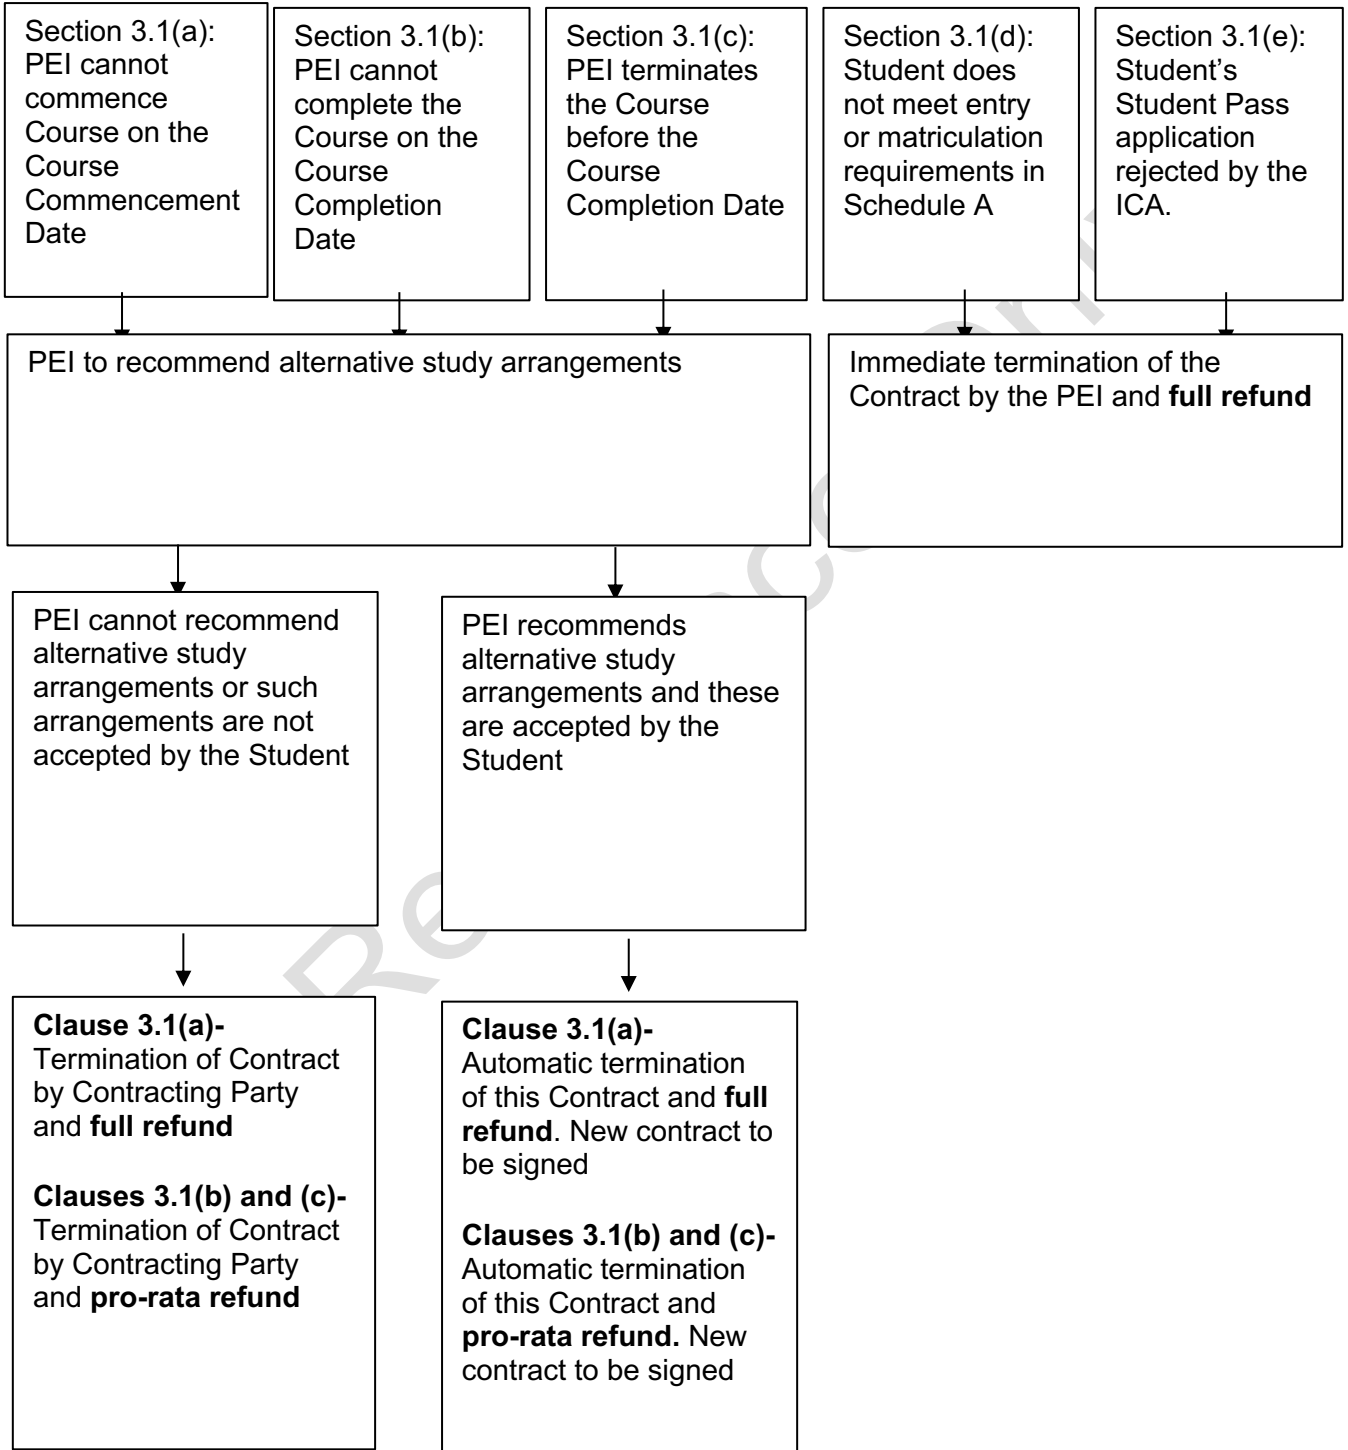 Section 3.1(a):
PEI cannot
commence
Course on the
Course
Commencement
Date
Section 3.1(b):
PEI cannot
complete the
Course on the
Course
Completion
Date
Section 3.1(c):
PEI terminates
the Course
before the
Course
Completion Date
Section 3.1(d):
Student does
not meet entry
or matriculation
requirements in
Schedule A
Section 3.1(e):
Student’s
Student Pass
application
rejected by the
ICA.
PEI to recommend alternative study arrangements
Immediate termination of the
Contract by the PEI and full refund
PEI cannot recommend
alternative study
arrangements or such
arrangements are not
accepted by the Student
PEI recommends
alternative study
arrangements and these
are accepted by the
Student
Clause 3.1(a)-
Termination of Contract
by Contracting Party
and full refund
Clauses 3.1(b) and (c)-
Termination of Contract
by Contracting Party
and pro-rata refund
Clause 3.1(a)-
Automatic termination
of this Contract and full
refund. New contract to
be signed
Clauses 3.1(b) and (c)-
Automatic termination
of this Contract and
pro-rata refund. New
contract to be signed